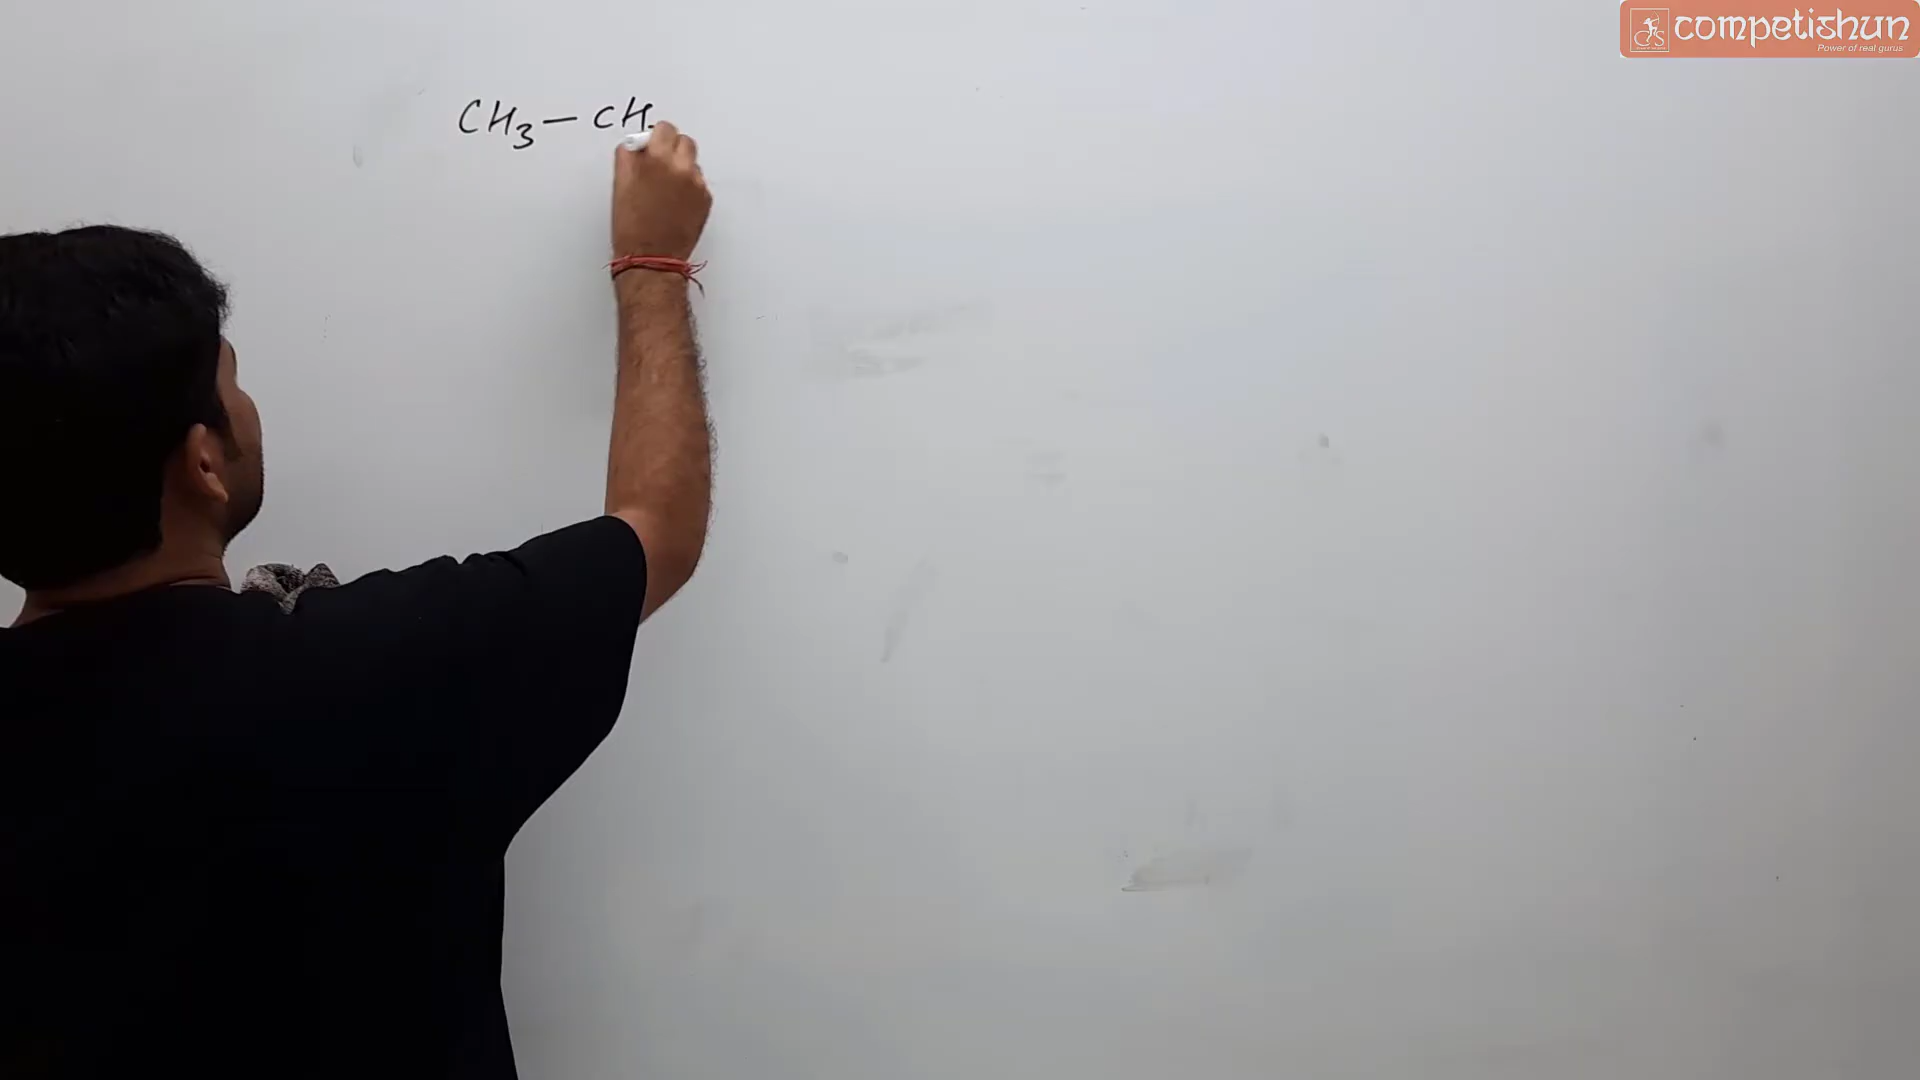 competishun
Power of real gurus
CH₃ — CH